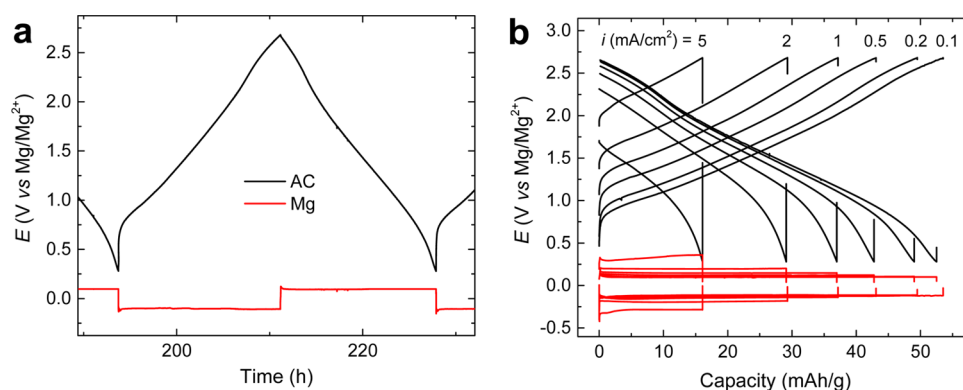 a
E (V vs Mg/Mg²⁺)
2.5
2.0
1.5
1.0
0.5
0.0
AC
Mg
200
220
Time (h)
b
E (V vs Mg/Mg²⁺)
3.0
2.5
2.0
1.5
1.0
0.5
0.0
-0.5
i (mA/cm²) = 5 2 1 0.5 0.2 0.1
0 10 20 30 40 50
Capacity (mAh/g)